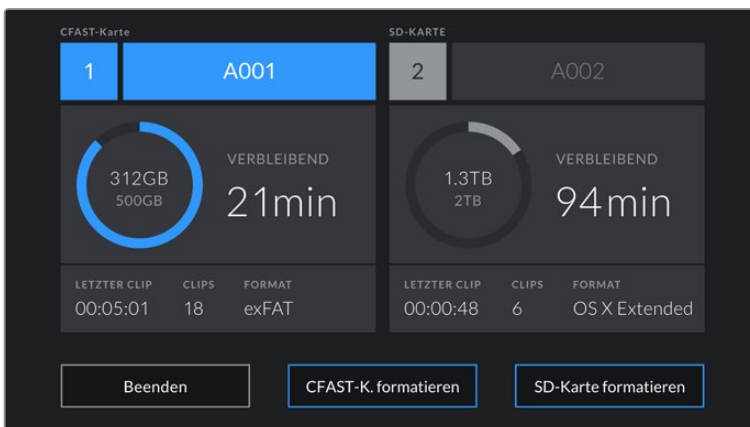 CFAST-Karte
1
A001
312GB
500GB
VERBLEIBEND
21min
LETZTER CLIP
CLIPS
FORMAT
00:05:01
18
exFAT
SD-KARTE
2
A002
1.3TB
2TB
VERBLEIBEND
94min
LETZTER CLIP
CLIPS
FORMAT
00:00:48
6
OS X Extended
Beenden
CFAST-K. formatieren
SD-Karte formatieren